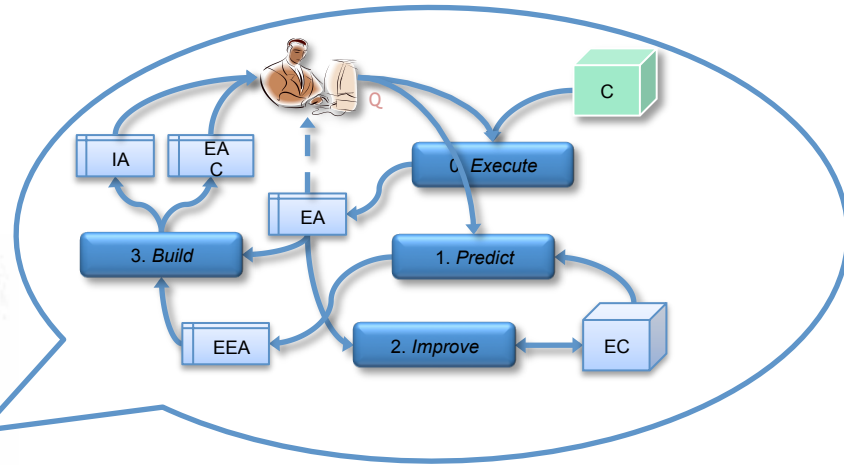 Q
C
IA
EA
C
0. Execute
EA
3. Build
1. Predict
EEA
2. Improve
EC